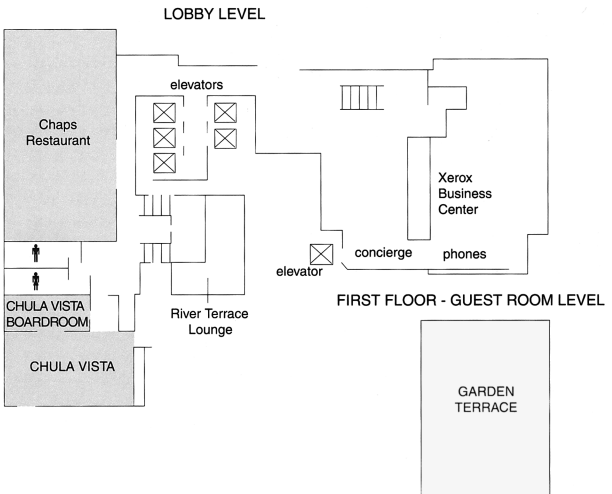 LOBBY LEVEL
elevators
Chaps
Restaurant
Xerox
Business
Center
concierge
phones
elevator
River Terrace
Lounge
CHULA VISTA
BOARDROOM
CHULA VISTA
FIRST FLOOR - GUEST ROOM LEVEL
GARDEN
TERRACE